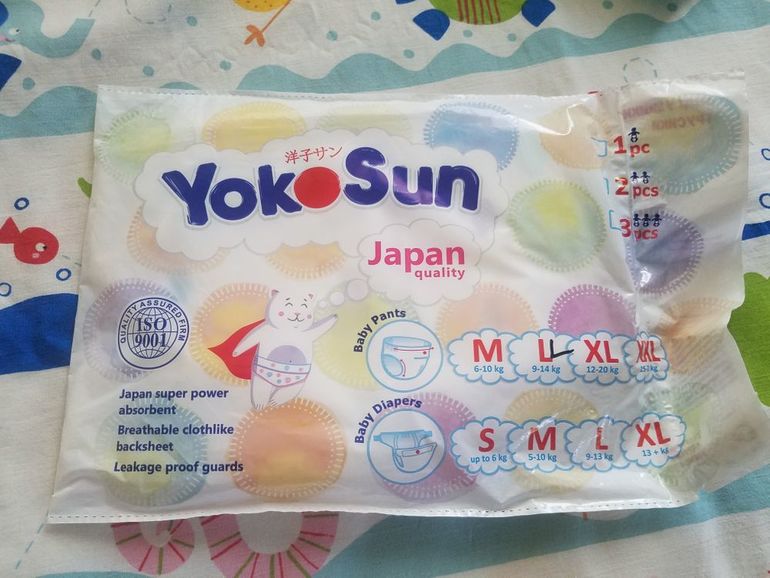 洋子サン
YokoSun
Japan
quality
1 pc
2 pcs
3 pcs
QUALITY ASSURED FIRM
ISO
9001
Baby Pants
M
6-10 kg
L
9-14 kg
XL
12-20 kg
XXL
Japan super power
absorbent
Breathable clothlike
backsheet
Leakage proof guards
Baby Diapers
S
up to 6 kg
M
5-10 kg
L
9-13 kg
XL
13 + kg